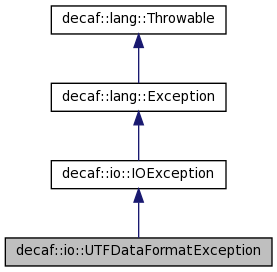 decaf::lang::Throwable
decaf::lang::Exception
decaf::io::IOException
decaf::io::UTFDataFormatException